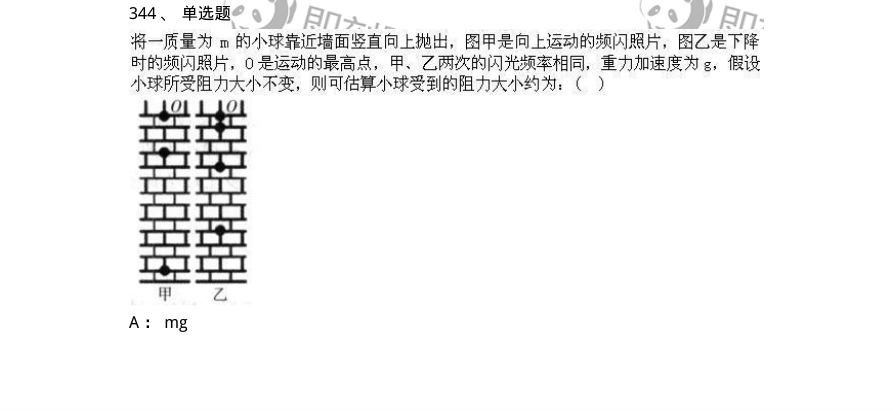 344 、 单选题
将一质量为 m 的小球靠近墙面竖直向上抛出，图甲是向上运动的频闪照片，图乙是下降
时的频闪照片，O 是运动的最高点，甲、乙两次的闪光频率相同，重力加速度为 g，假设
小球所受阻力大小不变，则可估算小球受到的阻力大小约为：（ ）
O O
甲 乙
A ： mg